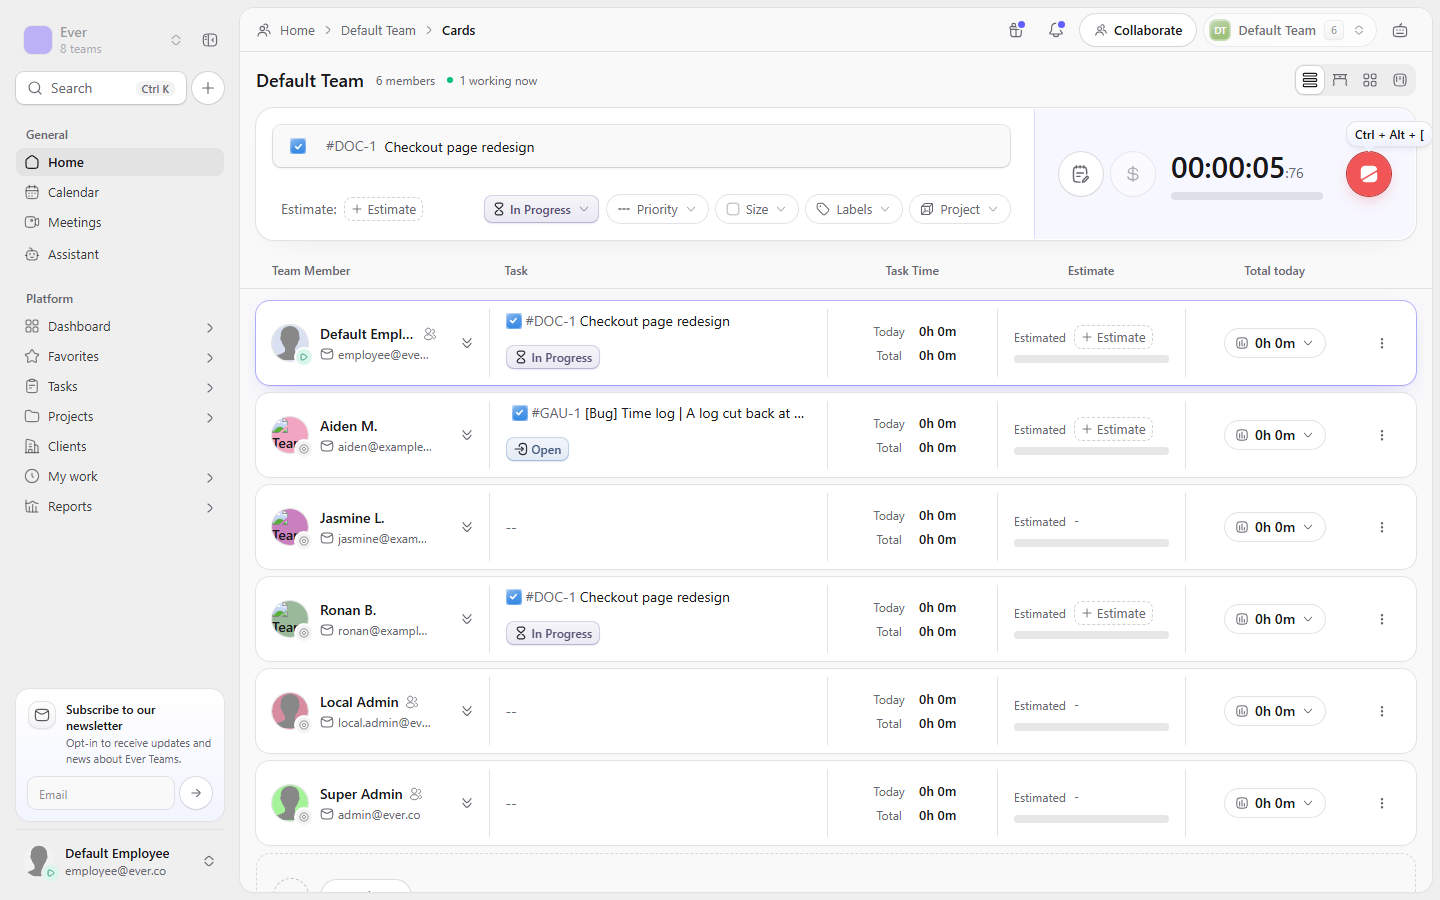 Ever
8 teams
Search Ctrl K
General
Home
Calendar
Meetings
Assistant
Platform
Dashboard
Favorites
Tasks
Projects
Clients
My work
Reports
Subscribe to our
newsletter
Opt-in to receive updates and
news about Ever Teams.
Email
Default Employee
employee@ever.co
Home Default Team Cards
Collaborate
DT Default Team 6
Default Team 6 members 1 working now
#DOC-1 Checkout page redesign
Estimate: + Estimate
In Progress
Priority
Size
Labels
Project
$
00:00:05:76
Ctrl + Alt + [
Team Member Task Task Time Estimate Total today
Default Empl...
employee@eve...
#DOC-1 Checkout page redesign
In Progress
Today 0h 0m
Total 0h 0m
Estimated + Estimate
0h 0m
Team
Aiden M.
aiden@example...
#GAU-1 [Bug] Time log | A log cut back at ...
Open
Today 0h 0m
Total 0h 0m
Estimated + Estimate
0h 0m
Team
Jasmine L.
jasmine@exam...
--
Today 0h 0m
Total 0h 0m
Estimated -
0h 0m
Team
Ronan B.
ronan@exampl...
#DOC-1 Checkout page redesign
In Progress
Today 0h 0m
Total 0h 0m
Estimated + Estimate
0h 0m
Local Admin
local.admin@ev...
--
Today 0h 0m
Total 0h 0m
Estimated -
0h 0m
Super Admin
admin@ever.co
--
Today 0h 0m
Total 0h 0m
Estimated -
0h 0m